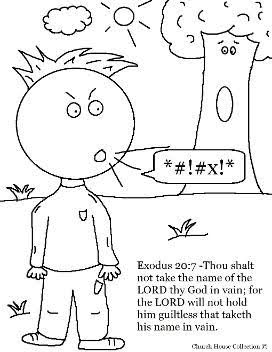 *#!#x!*
Exodus 20:7 -Thou shalt
not take the name of the
LORD thy God in vain; for
the LORD will not hold
him guiltless that taketh
his name in vain.
Church House Collection